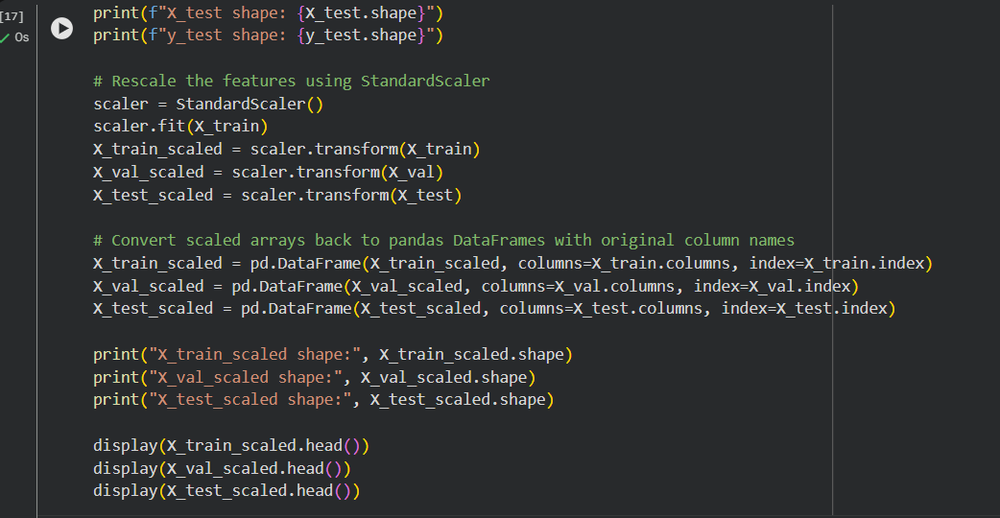 [17]
0s
print(f"X_test shape: {X_test.shape}")
print(f"y_test shape: {y_test.shape}")
# Rescale the features using StandardScaler
scaler = StandardScaler()
scaler.fit(X_train)
X_train_scaled = scaler.transform(X_train)
X_val_scaled = scaler.transform(X_val)
X_test_scaled = scaler.transform(X_test)
# Convert scaled arrays back to pandas DataFrames with original column names
X_train_scaled = pd.DataFrame(X_train_scaled, columns=X_train.columns, index=X_train.index)
X_val_scaled = pd.DataFrame(X_val_scaled, columns=X_val.columns, index=X_val.index)
X_test_scaled = pd.DataFrame(X_test_scaled, columns=X_test.columns, index=X_test.index)
print("X_train_scaled shape:", X_train_scaled.shape)
print("X_val_scaled shape:", X_val_scaled.shape)
print("X_test_scaled shape:", X_test_scaled.shape)
display(X_train_scaled.head())
display(X_val_scaled.head())
display(X_test_scaled.head())